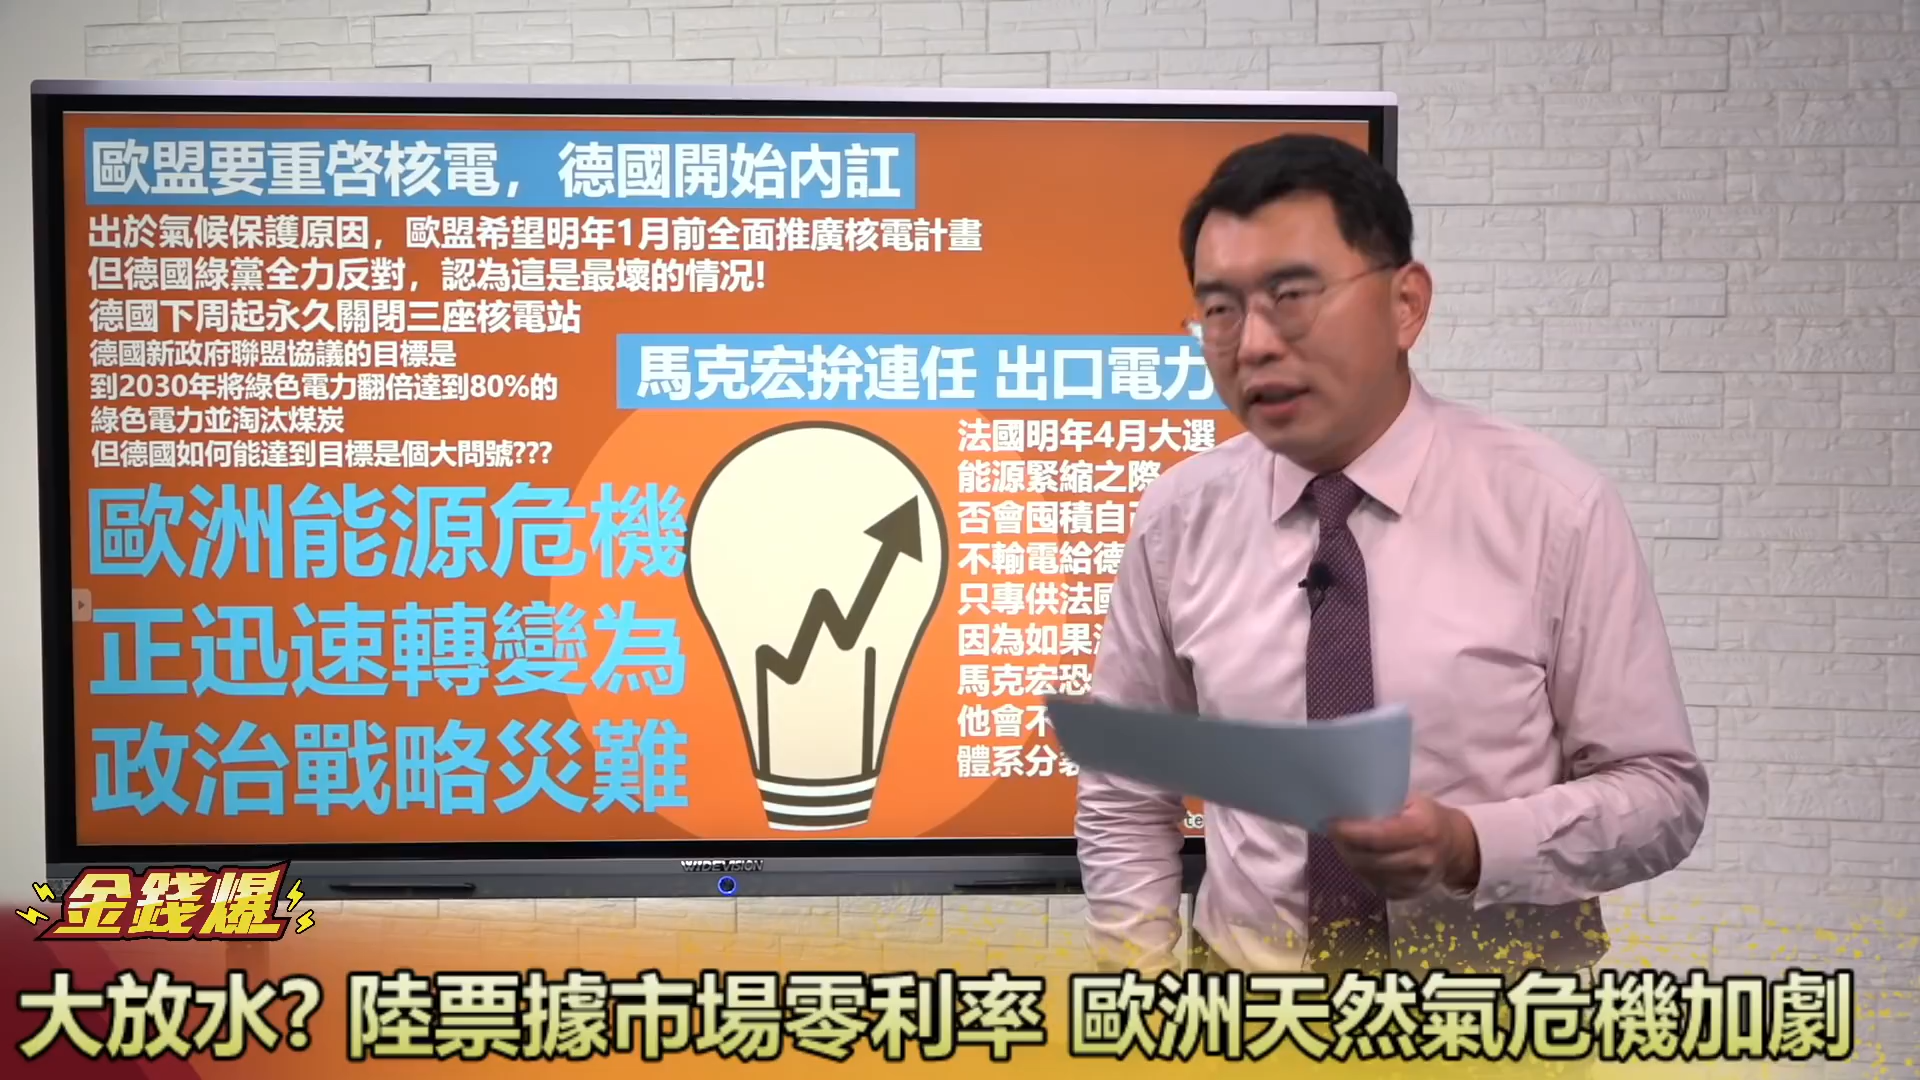 歐盟要重啓核電，德國開始內訌
出於氣候保護原因，歐盟希望明年1月前全面推廣核電計畫
但德國綠黨全力反對，認為這是最壞的情況!
德國下周起永久關閉三座核電站
德國新政府聯盟協議的目標是
到2030年將綠色電力翻倍達到80%的
綠色電力並淘汰煤炭
但德國如何能達到目標是個大問號???
歐洲能源危機
正迅速轉變為
政治戰略災難
馬克宏拚連任 出口電力
法國明年4月大選
能源緊縮之際
否會囤積自
不輸電給德
只專供法國
因為如果
馬克宏恐
他會不
體系分裂
WIDEVISION
金錢爆
大放水? 陸票據市場零利率 歐洲天然氣危機加劇